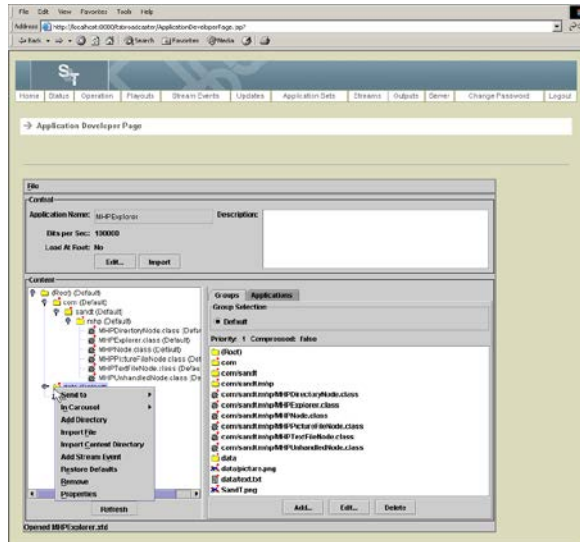 File Edit View Favorites Tools Help
Address http://localhost:8080/tsbroadcaster/ApplicationDeveloperPage.jsp?
Back Search Favorites Media
S&T
Home Status Operation Playouts Stream Events Updates Application Sets Streams Outputs Server Change Password Logout
Application Developer Page
File
Control
Application Name: MHPExplorer Description:
Bits per Sec: 100000
Load At Root: No
Edit... Import
Content
(Root) (Default)
com (Default)
sandt (Default)
mhp (Default)
MHPDirectoryNode.class (Defa
MHPExplorer.class (Default)
MHPNode.class (Default)
MHPPictureFileNode.class (Def
MHPTextFileNode.class (Defau
MHPUnhandledNode.class (De
data (Default)
Send to
In Carousel
Add Directory
Import File
Import Content Directory
Add Stream Event
Restore Defaults
Remove
Properties
Refresh
Groups Applications
Group Selection
Default
Priority: 1 Compressed: false
(Root)
com
com/sandt
com/sandt/mhp
com/sandt/mhp/MHPDirectoryNode.class
com/sandt/mhp/MHPExplorer.class
com/sandt/mhp/MHPNode.class
com/sandt/mhp/MHPPictureFileNode.class
com/sandt/mhp/MHPTextFileNode.class
com/sandt/mhp/MHPUnhandledNode.class
data
data/picture.png
data/text.txt
SandT.png
Add... Edit... Delete
Opened MHPExplorer.xfd